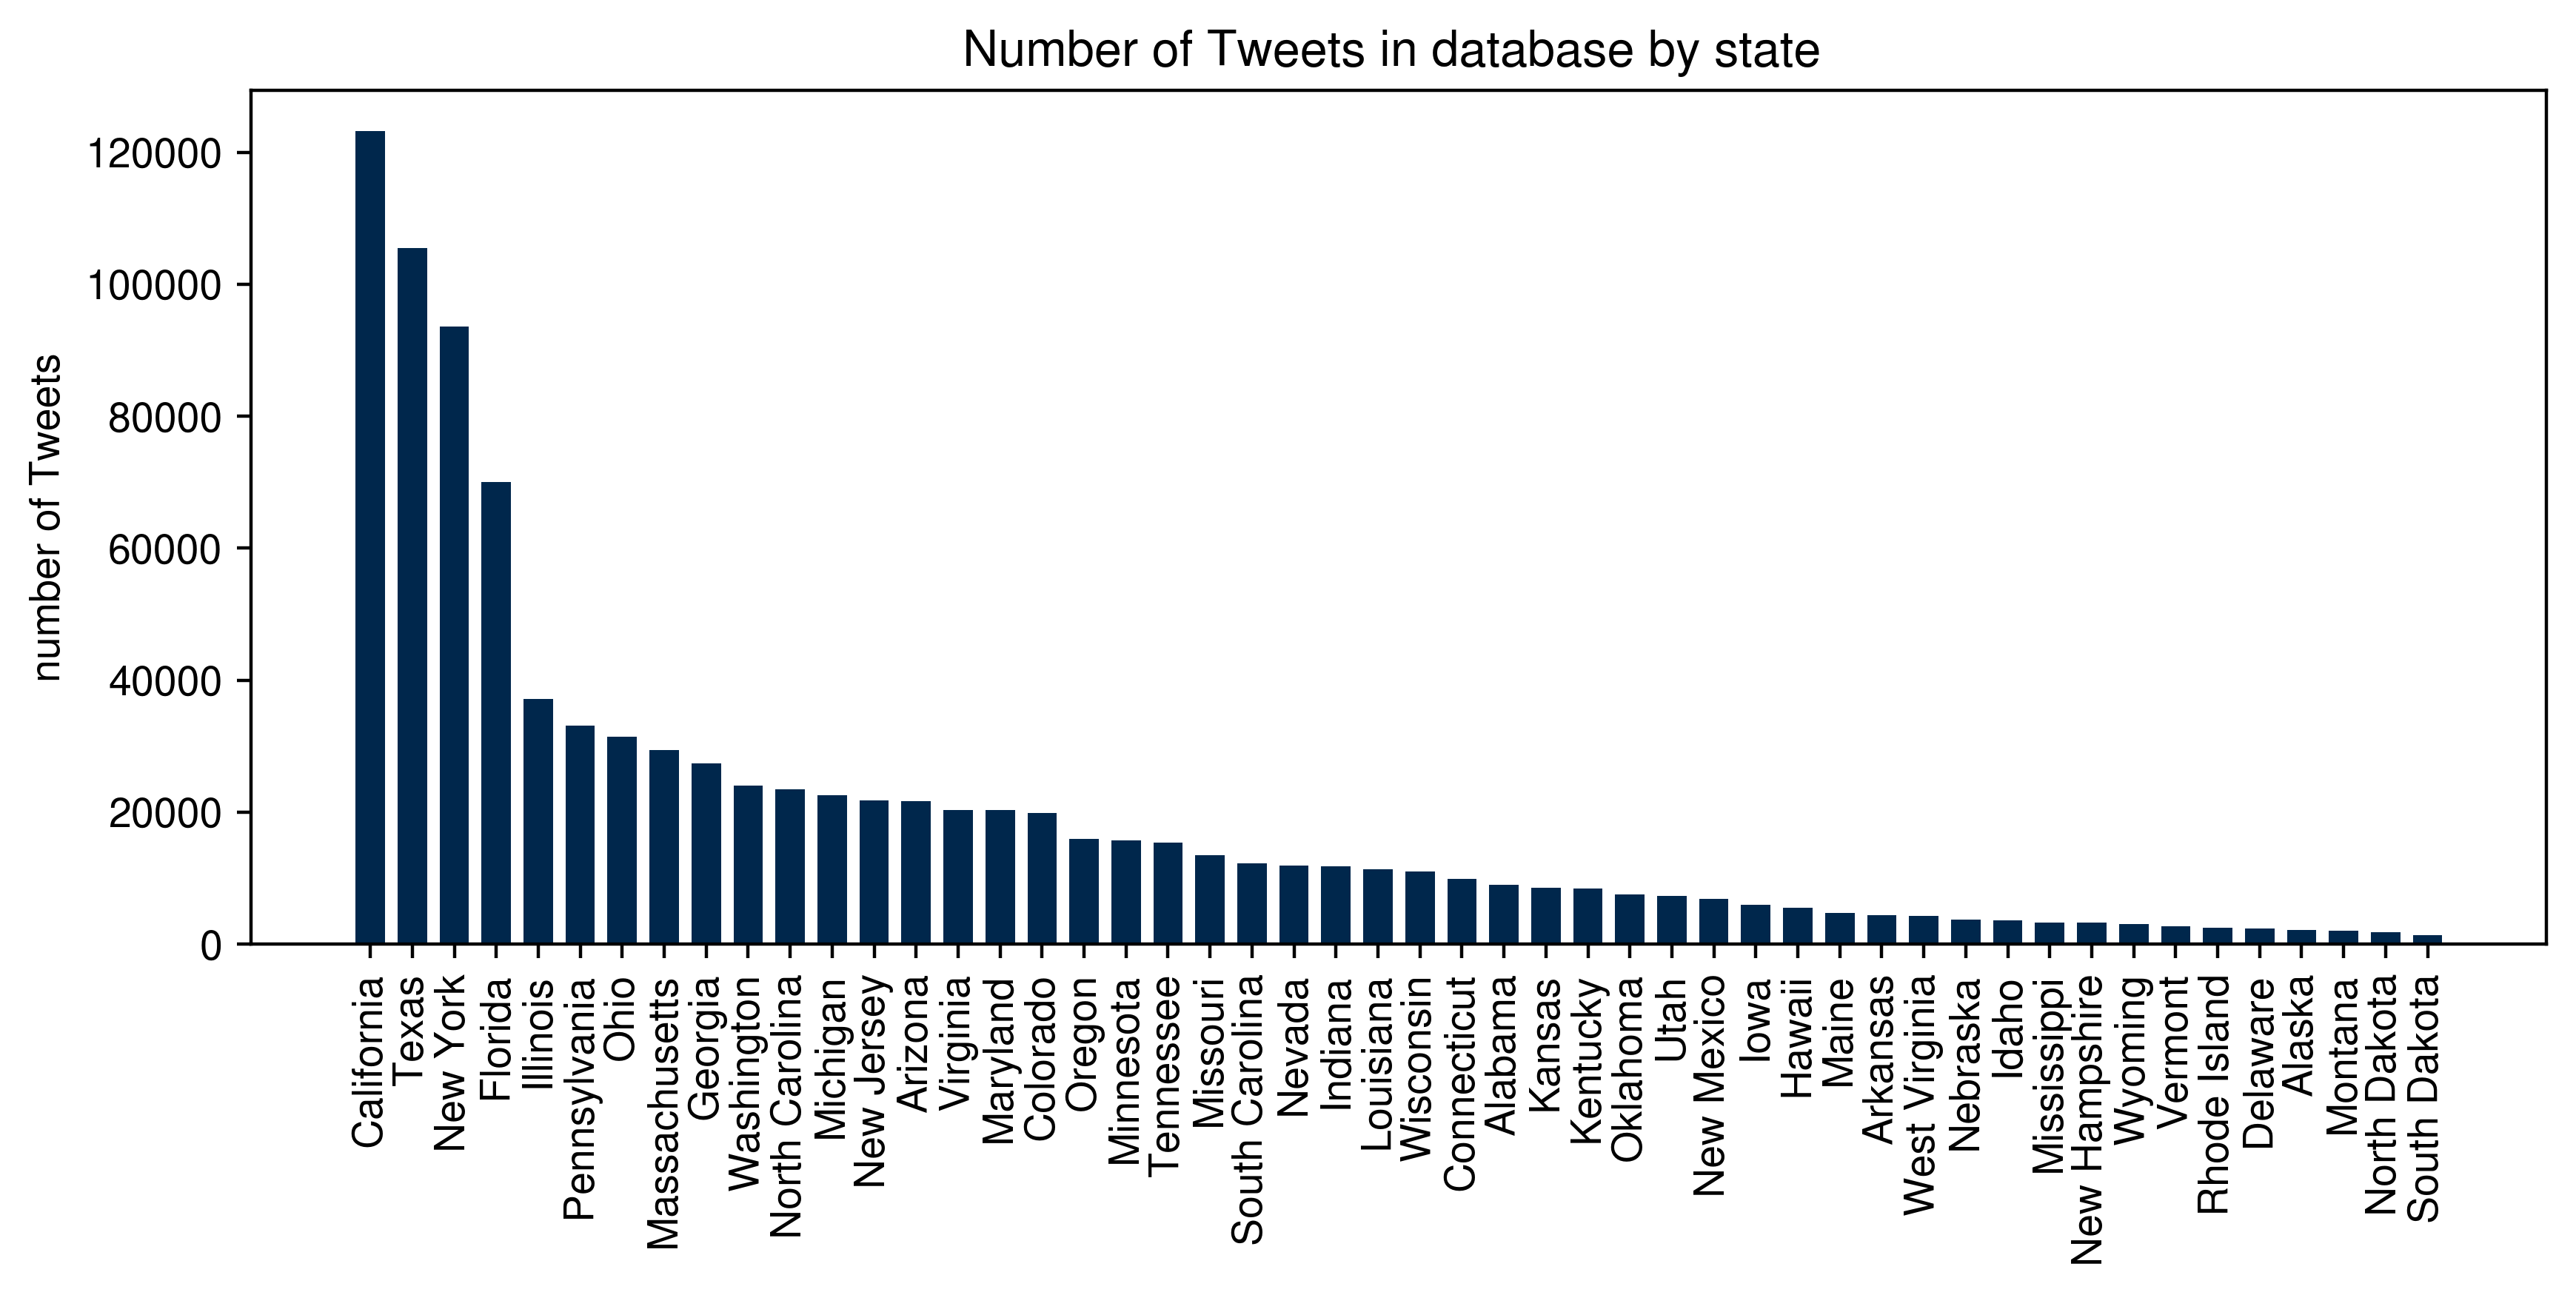 Number of Tweets in database by state
number of Tweets
120000
100000
80000
60000
40000
20000
0
California
Texas
New York
Florida
Illinois
Pennsylvania
Ohio
Massachusetts
Georgia
Washington
North Carolina
Michigan
New Jersey
Arizona
Virginia
Maryland
Colorado
Oregon
Minnesota
Tennessee
Missouri
South Carolina
Nevada
Indiana
Louisiana
Wisconsin
Connecticut
Alabama
Kansas
Kentucky
Oklahoma
Utah
New Mexico
Iowa
Hawaii
Maine
Arkansas
West Virginia
Nebraska
Idaho
Mississippi
New Hampshire
Wyoming
Vermont
Rhode Island
Delaware
Alaska
Montana
North Dakota
South Dakota